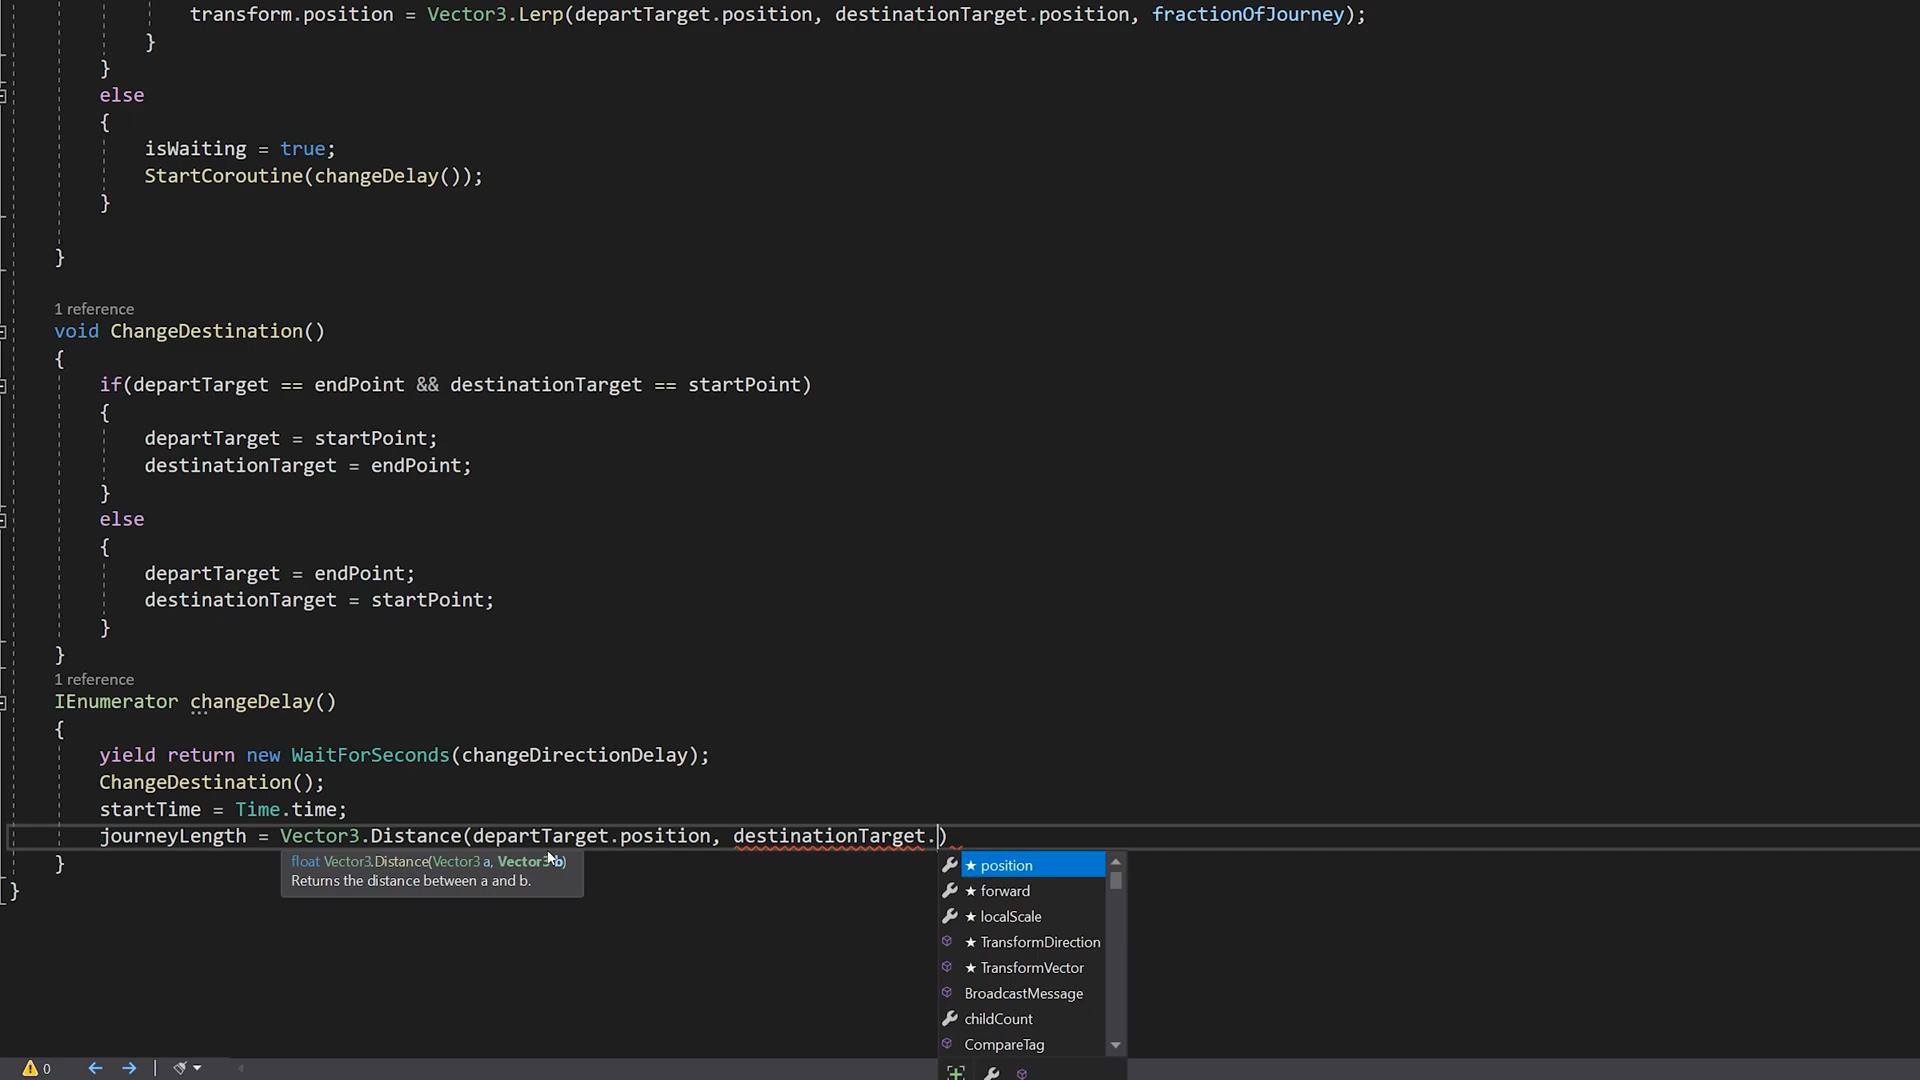 transform.position = Vector3.Lerp(departTarget.position, destinationTarget.position, fractionOfJourney);
}
}
else
{
isWaiting = true;
StartCoroutine(changeDelay());
}
}
1 reference
void ChangeDestination()
{
if(departTarget == endPoint && destinationTarget == startPoint)
{
departTarget = startPoint;
destinationTarget = endPoint;
}
else
{
departTarget = endPoint;
destinationTarget = startPoint;
}
}
1 reference
IEnumerator changeDelay()
{
yield return new WaitForSeconds(changeDirectionDelay);
ChangeDestination();
startTime = Time.time;
journeyLength = Vector3.Distance(departTarget.position, destinationTarget.)
}
}
float Vector3.Distance(Vector3 a, Vector3 b)
Returns the distance between a and b.
★ position
★ forward
★ localScale
★ TransformDirection
★ TransformVector
BroadcastMessage
childCount
CompareTag
0